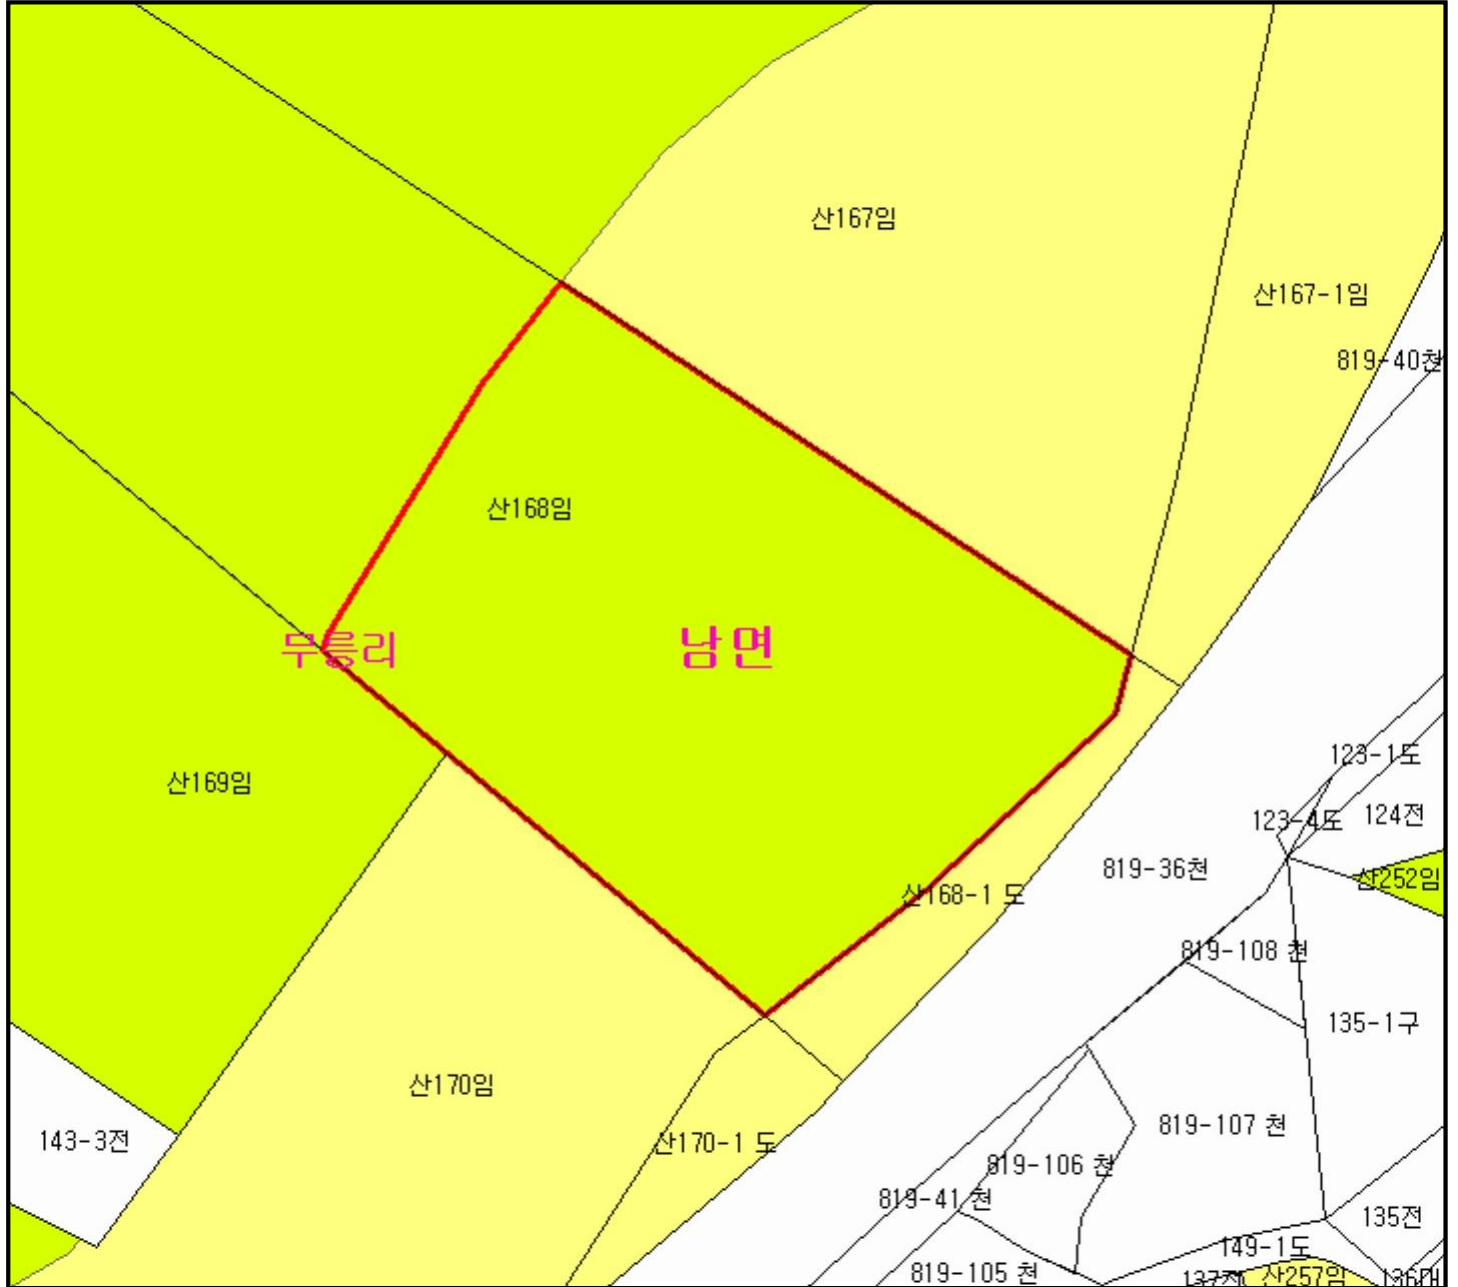 산167임
산167-1임
819-40천
산168임
무릉리
남면
123-1도
산169임
123-4도
124전
819-36천
산252임
산168-1 도
819-108 천
135-1구
산170임
819-107 천
143-3전
산170-1 도
819-106 천
819-41 천
135전
149-1도
819-105 천
137전
산257임